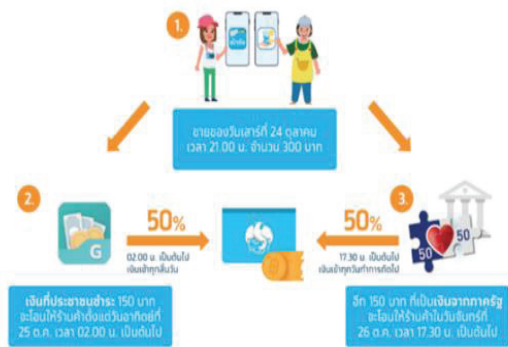 1.
เป๋าตัง
ขายของวันเสาร์ที่ 24 ตุลาคม
เวลา 21.00 น. จำนวน 300 บาท
2.
G
50%
02.00 น. เป็นต้นไป
เงินเข้าทุกสิ้นวัน
50%
17.30 น. เป็นต้นไป
เงินเข้าทุกวันทำการถัดไป
3.
50
50
เงินที่ประชาชนชำระ 150 บาท
จะโอนให้ร้านค้าตั้งแต่วันอาทิตย์ที่
25 ต.ค. เวลา 02.00 น. เป็นต้นไป
อีก 150 บาท ที่เป็นเงินจากภาครัฐ
จะโอนให้ร้านค้าในวันจันทร์ที่
26 ต.ค. เวลา 17.30 น. เป็นต้นไป